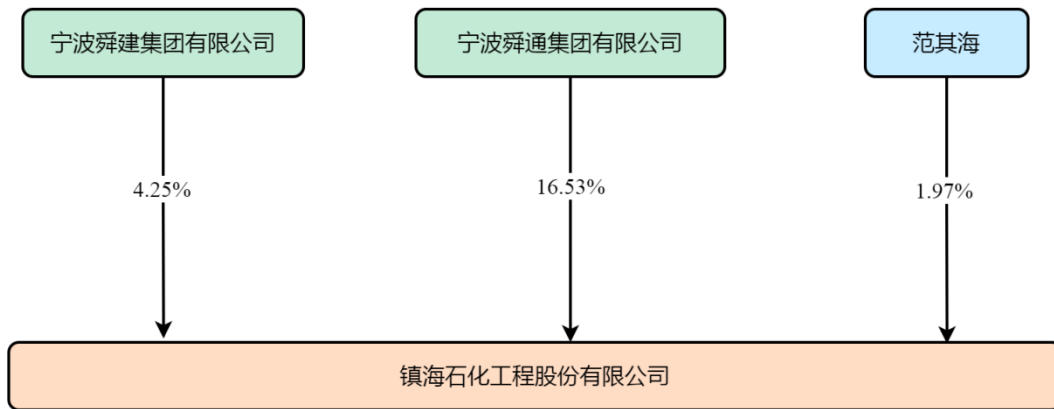 宁波舜建集团有限公司
宁波舜通集团有限公司
范其海
4.25%
16.53%
1.97%
镇海石化工程股份有限公司